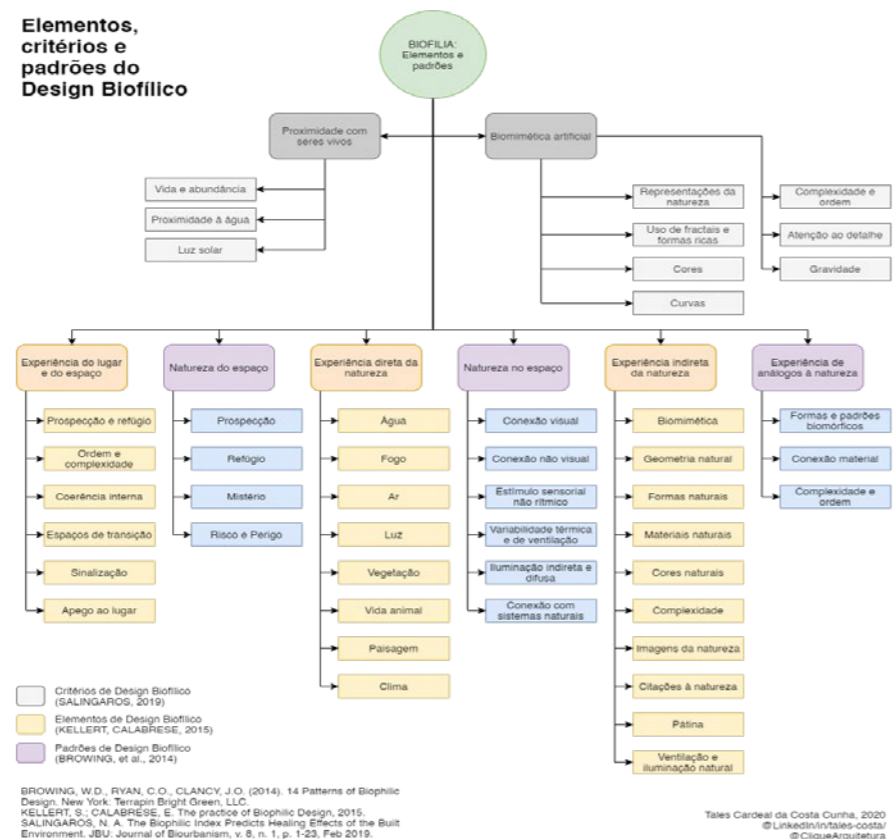 Elementos,
critérios e
padrões do
Design Biofílico
BIOFILIA:
Elementos e
padrões
Proximidade com
seres vivos
Biomimética artificial
Vida e abundância
Proximidade à água
Luz solar
Representações da
natureza
Uso de fractais e
formas ricas
Cores
Curvas
Complexidade e
ordem
Atenção ao detalhe
Gravidade
Experiência do lugar
e do espaço
Prospecção e refúgio
Ordem e
complexidade
Coerência interna
Espaços de transição
Sinalização
Apego ao lugar
Natureza do espaço
Prospecção
Refúgio
Mistério
Risco e Perigo
Experiência direta da
natureza
Água
Fogo
Ar
Luz
Vegetação
Vida animal
Paisagem
Clima
Natureza no espaço
Conexão visual
Conexão não visual
Estímulo sensorial
não rítmico
Variabilidade térmica
e de ventilação
Iluminação indireta e
difusa
Conexão com
sistemas naturais
Experiência indireta
da natureza
Biomimética
Geometria natural
Formas naturais
Materiais naturais
Cores naturais
Complexidade
Imagens da natureza
Citações à natureza
Pátina
Ventilação e
iluminação natural
Experiência de
análogos à natureza
Formas e padrões
biomórficos
Conexão material
Complexidade e
ordem
Critérios de Design Biofílico
(SALINGAROS, 2019)
Elementos de Design Biofílico
(KELLERT, CALABRESE, 2015)
Padrões de Design Biofílico
(BROWING, et al., 2014)
BROWING, W.D., RYAN, C.O., CLANCY, J.O. (2014). 14 Patterns of Biophilic
Design. New York: Terrapin Bright Green, LLC.
KELLERT, S.; CALABRESE, E. The practice of Biophilic Design, 2015.
SALINGAROS, N. A. The Biophilic Index Predicts Healing Effects of the Built
Environment. JBU: Journal of Biourbanism, v. 8, n. 1, p. 1-23, Feb 2019.
Tales Cardeal da Costa Cunha, 2020
@LinkedIn/in/tales-costa/
@CliqueArquitetura